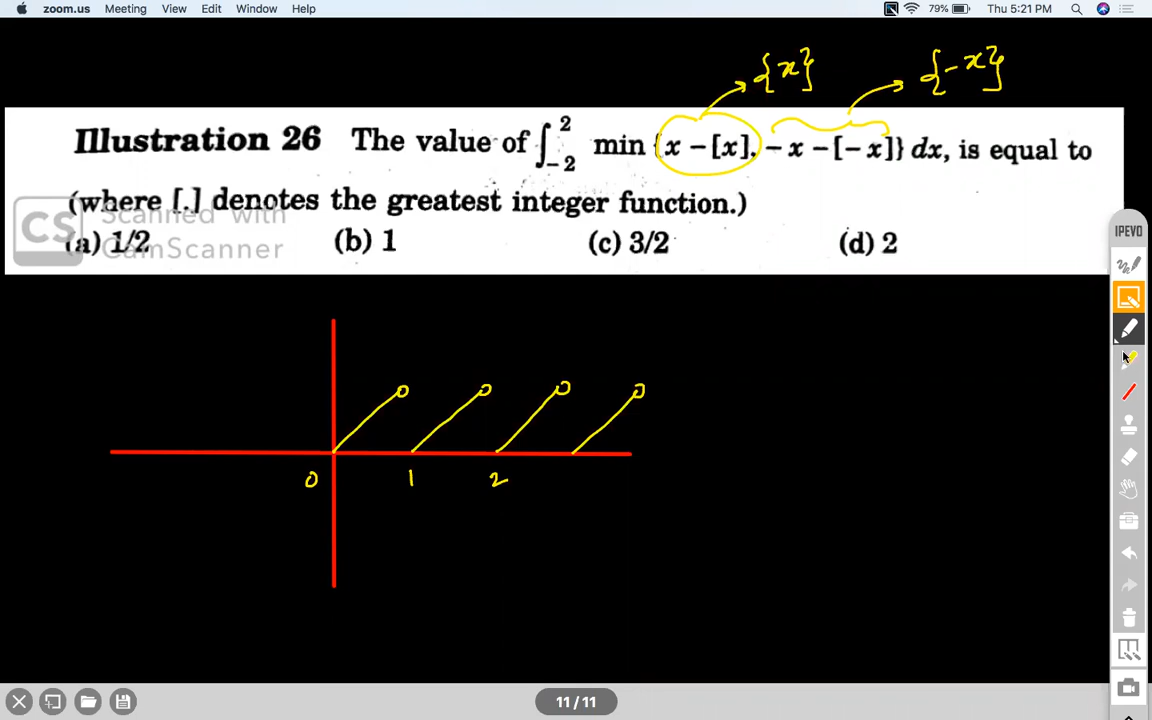 zoom.us Meeting View Edit Window Help 79% Thu 5:21 PM
{x} {-x}
Illustration 26 The value of ∫₋₂² min {x − [x], − x − [− x]} dx, is equal to
(where [.] denotes the greatest integer function.)
CS Scanned with CamScanner
(a) 1/2 (b) 1 (c) 3/2 (d) 2
IPEVO
0 1 2
11 / 11